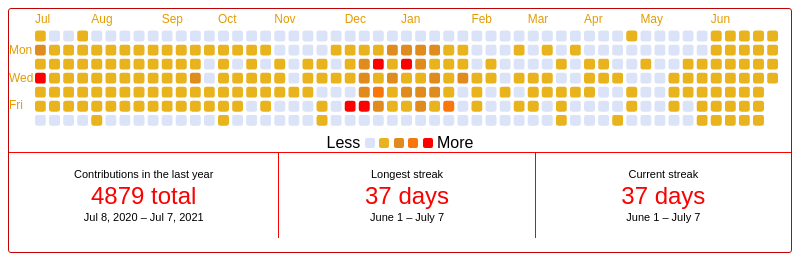 Jul Aug Sep Oct Nov Dec Jan Feb Mar Apr May Jun
Mon
Wed
Fri
Less More
Contributions in the last year
4879 total
Jul 8, 2020 – Jul 7, 2021
Longest streak
37 days
June 1 – July 7
Current streak
37 days
June 1 – July 7